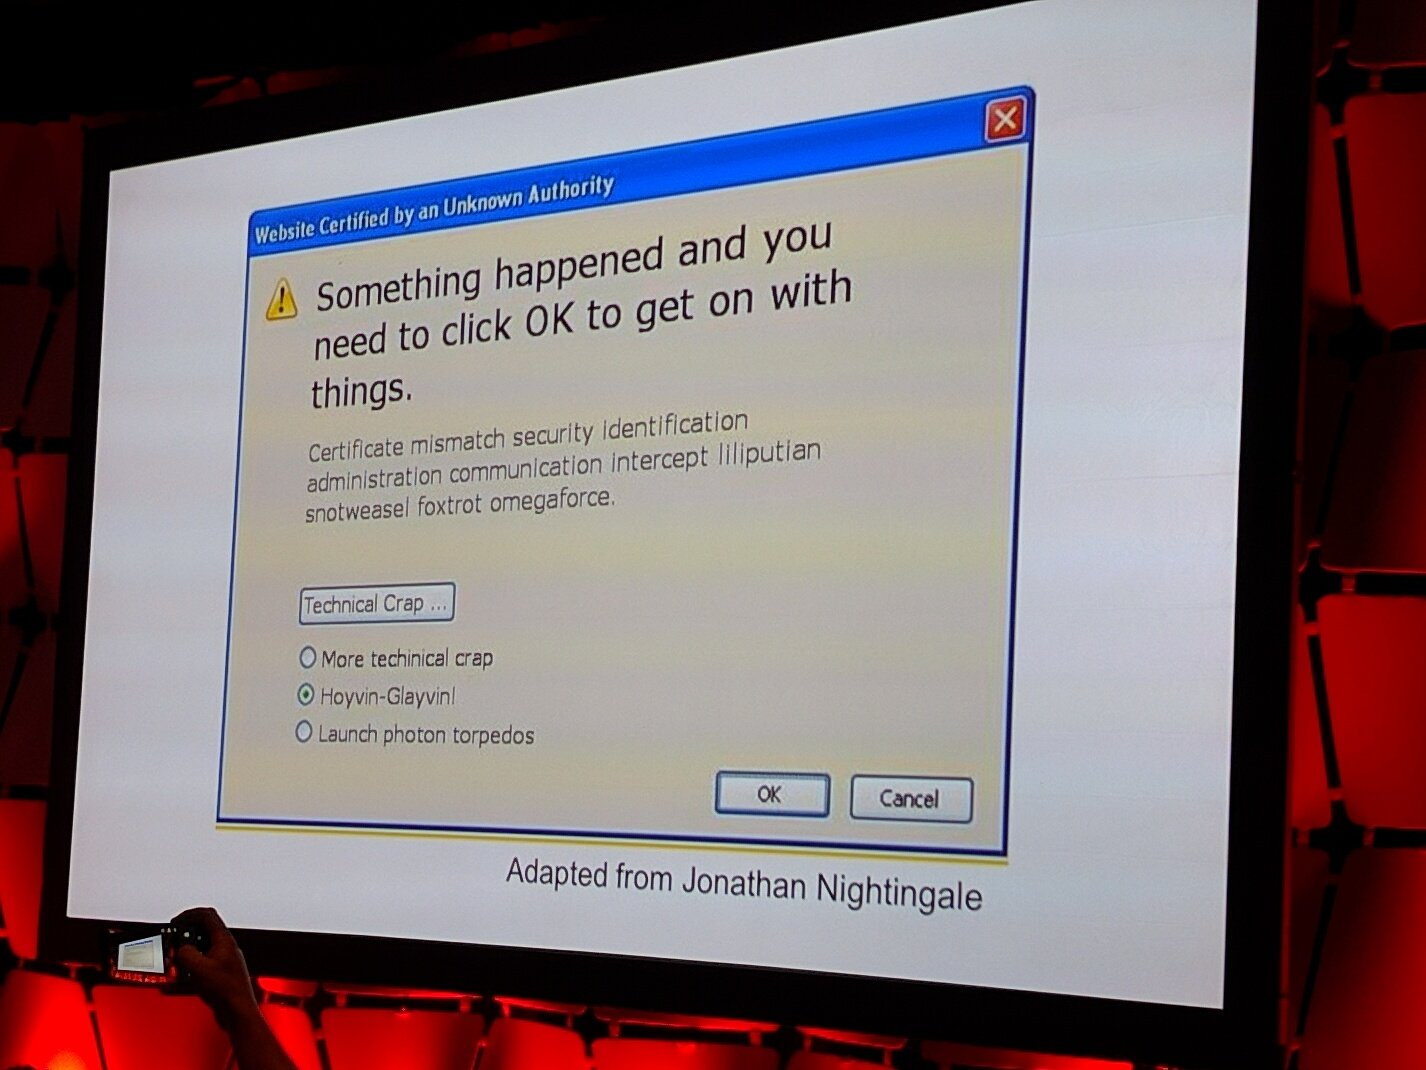 Website Certified by an Unknown Authority
Something happened and you
need to click OK to get on with
things.
Certificate mismatch security identification
administration communication intercept liliputian
snotweasel foxtrot omegaforce.
Technical Crap ...
More techinical crap
Hoyvin-Glayvin!
Launch photon torpedos
OK
Cancel
Adapted from Jonathan Nightingale